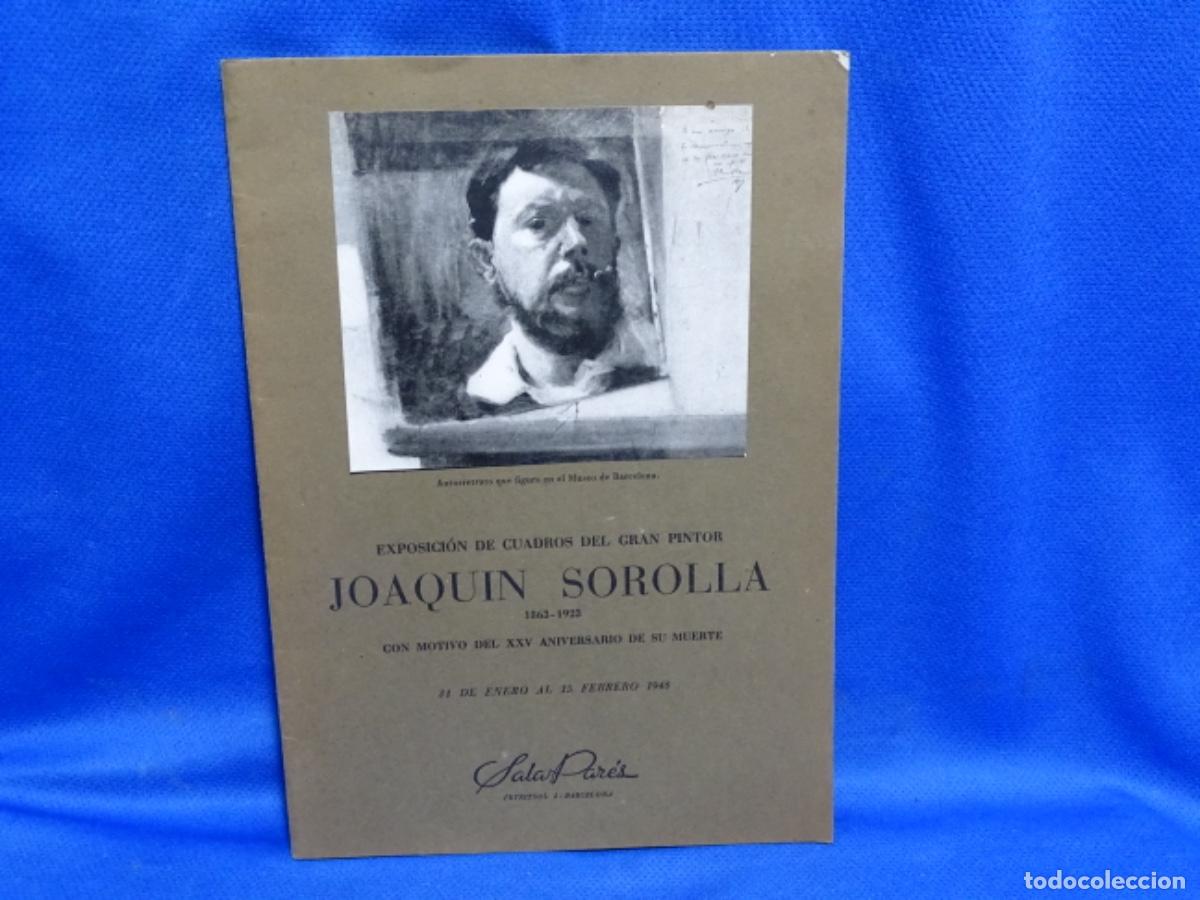 Autorretrato que figura en el Museo de Barcelona.
EXPOSICIÓN DE CUADROS DEL GRAN PINTOR
JOAQUIN SOROLLA
1863-1923
CON MOTIVO DEL XXV ANIVERSARIO DE SU MUERTE
31 DE ENERO AL 15 FEBRERO 1948
Sala Parés
PETRITXOL 5 - BARCELONA
todocoleccion